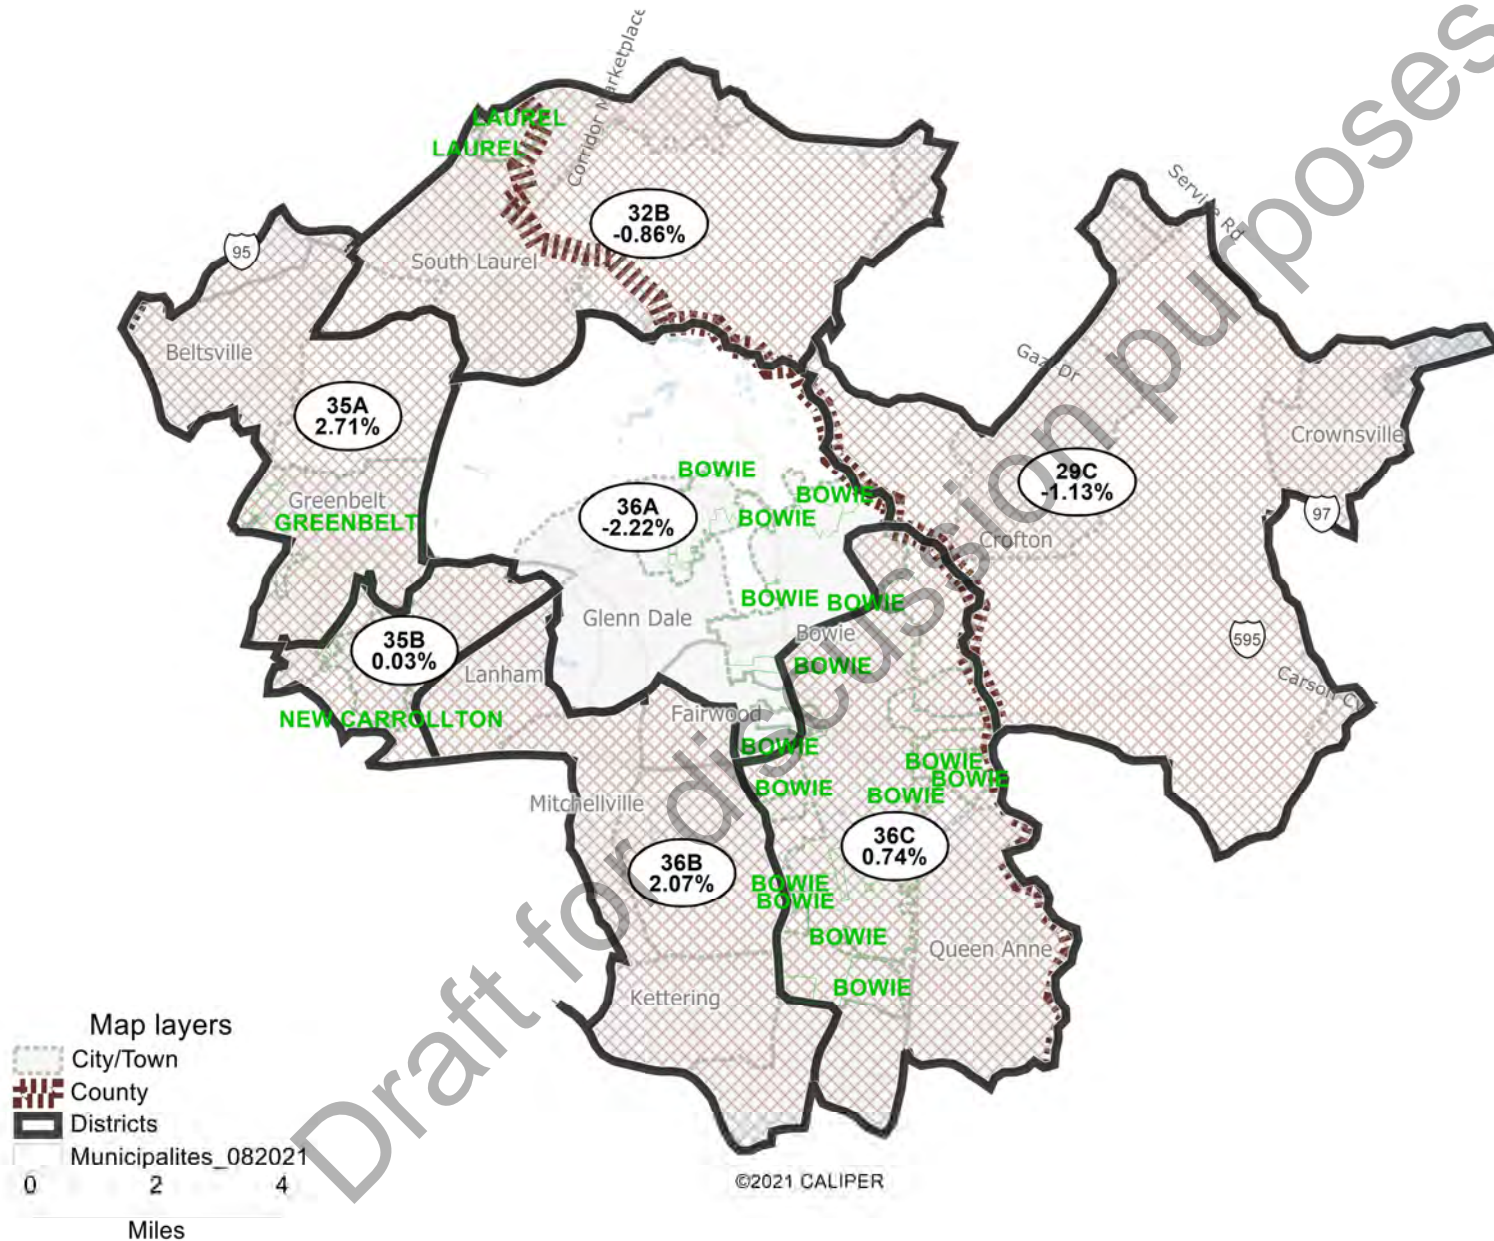 Corridor Marketplace
LAUREL
LAUREL
Service Rd
32B
-0.86%
95
South Laurel
Beltsville
Gazi Dr
35A
2.71%
Crownsville
BOWIE
29C
-1.13%
BOWIE
Greenbelt
GREENBELT
36A
-2.22%
BOWIE
97
Crofton
BOWIE
BOWIE
Glenn Dale
Bowie
595
35B
0.03%
BOWIE
Lanham
NEW CARROLLTON
Fairwood
BOWIE
BOWIE
BOWIE
BOWIE
BOWIE
Mitchellville
36C
0.74%
36B
2.07%
BOWIE
BOWIE
BOWIE
Queen Anne
BOWIE
Kettering
Draft for discussion purposes
Map layers
City/Town
County
Districts
Municipalites_082021
0 2 4
Miles
©2021 CALIPER